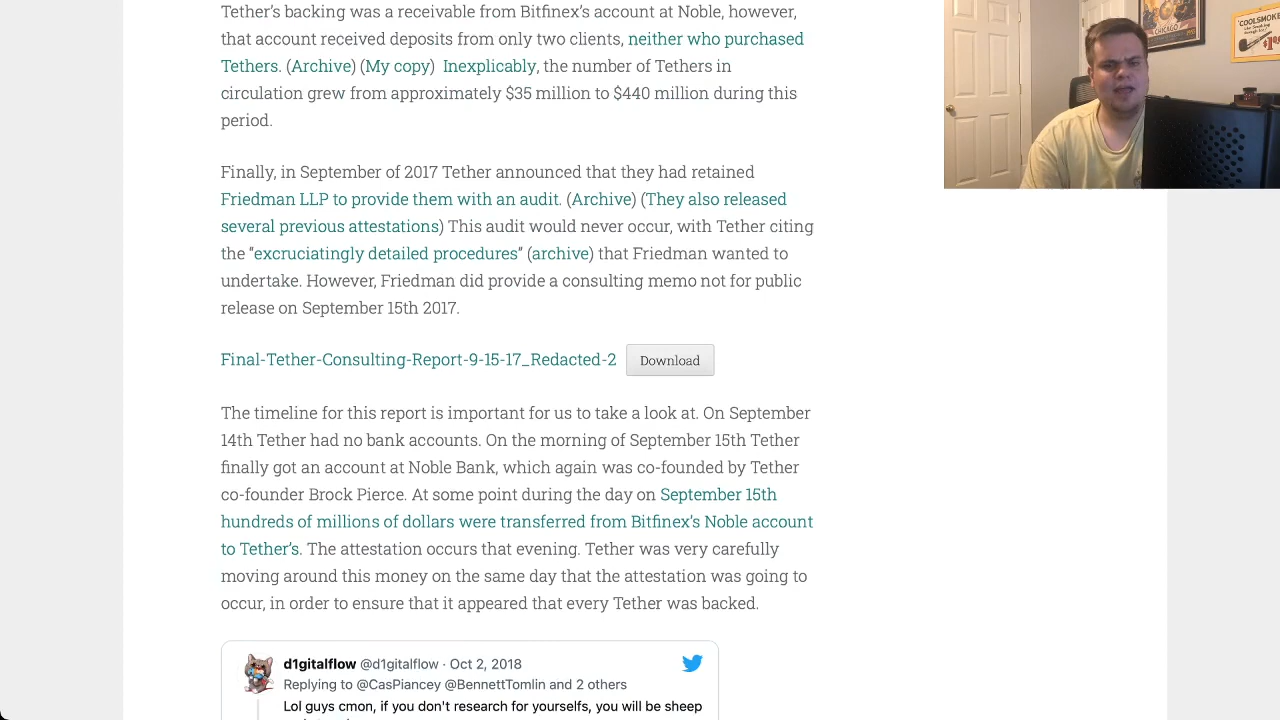 Tether's backing was a receivable from Bitfinex's account at Noble, however,
that account received deposits from only two clients, neither who purchased
Tethers. (Archive) (My copy) Inexplicably, the number of Tethers in
circulation grew from approximately $35 million to $440 million during this
period.
Finally, in September of 2017 Tether announced that they had retained
Friedman LLP to provide them with an audit. (Archive) (They also released
several previous attestations) This audit would never occur, with Tether citing
the "excruciatingly detailed procedures" (archive) that Friedman wanted to
undertake. However, Friedman did provide a consulting memo not for public
release on September 15th 2017.
Final-Tether-Consulting-Report-9-15-17_Redacted-2 Download
The timeline for this report is important for us to take a look at. On September
14th Tether had no bank accounts. On the morning of September 15th Tether
finally got an account at Noble Bank, which again was co-founded by Tether
co-founder Brock Pierce. At some point during the day on September 15th
hundreds of millions of dollars were transferred from Bitfinex's Noble account
to Tether's. The attestation occurs that evening. Tether was very carefully
moving around this money on the same day that the attestation was going to
occur, in order to ensure that it appeared that every Tether was backed.
d1gitalflow @d1gitalflow · Oct 2, 2018
Replying to @CasPiancey @BennettTomlin and 2 others
Lol guys cmon, if you don't research for yourselfs, you will be sheep
CHICAGO
"COOLSMOKE